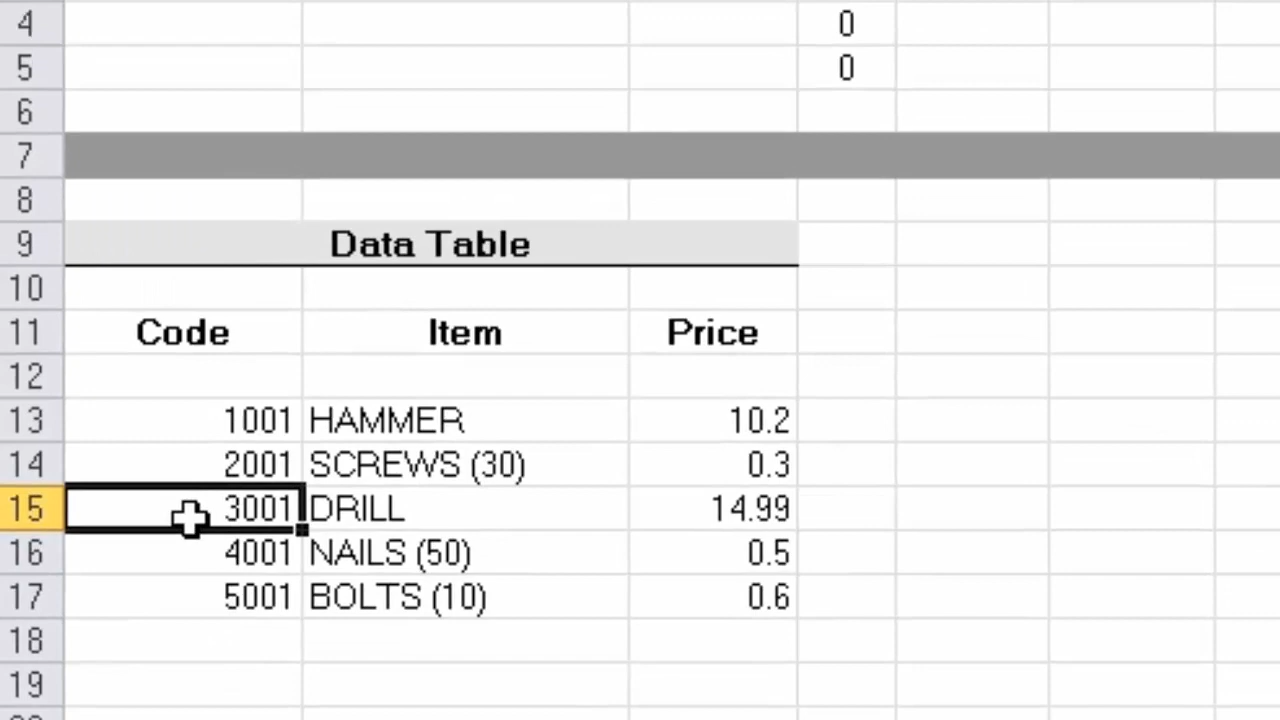 4 0
5 0
6
7
8
9 Data Table
10
11 Code Item Price
12
13 1001 HAMMER 10.2
14 2001 SCREWS (30) 0.3
15 3001 DRILL 14.99
16 4001 NAILS (50) 0.5
17 5001 BOLTS (10) 0.6
18
19